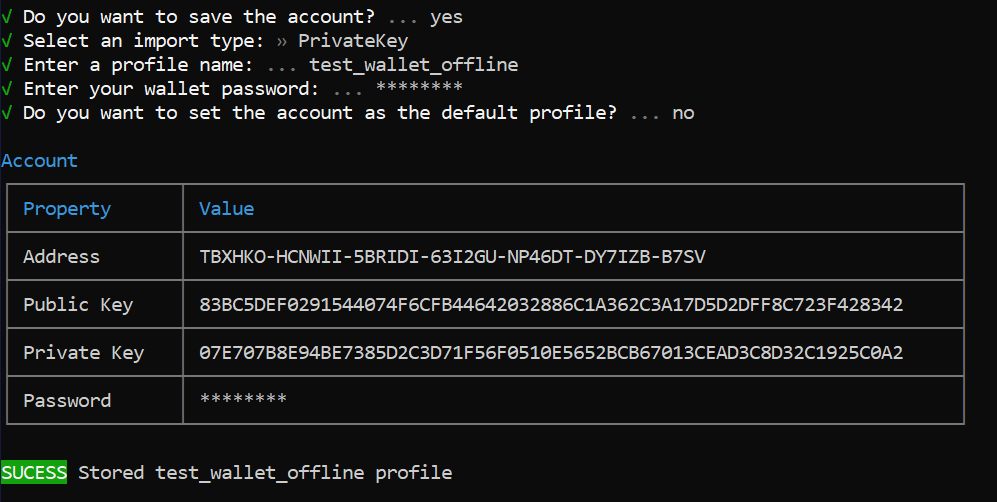 √ Do you want to save the account? ... yes
√ Select an import type: » PrivateKey
√ Enter a profile name: ... test_wallet_offline
√ Enter your wallet password: ... ********
√ Do you want to set the account as the default profile? ... no
Account
Property Value
Address TBXHKO-HCNWII-5BRIDI-63I2GU-NP46DT-DY7IZB-B7SV
Public Key 83BC5DEF0291544074F6CFB44642032886C1A362C3A17D5D2DFF8C723F428342
Private Key 07E707B8E94BE7385D2C3D71F56F0510E5652BCB67013CEAD3C8D32C1925C0A2
Password ********
SUCESS Stored test_wallet_offline profile